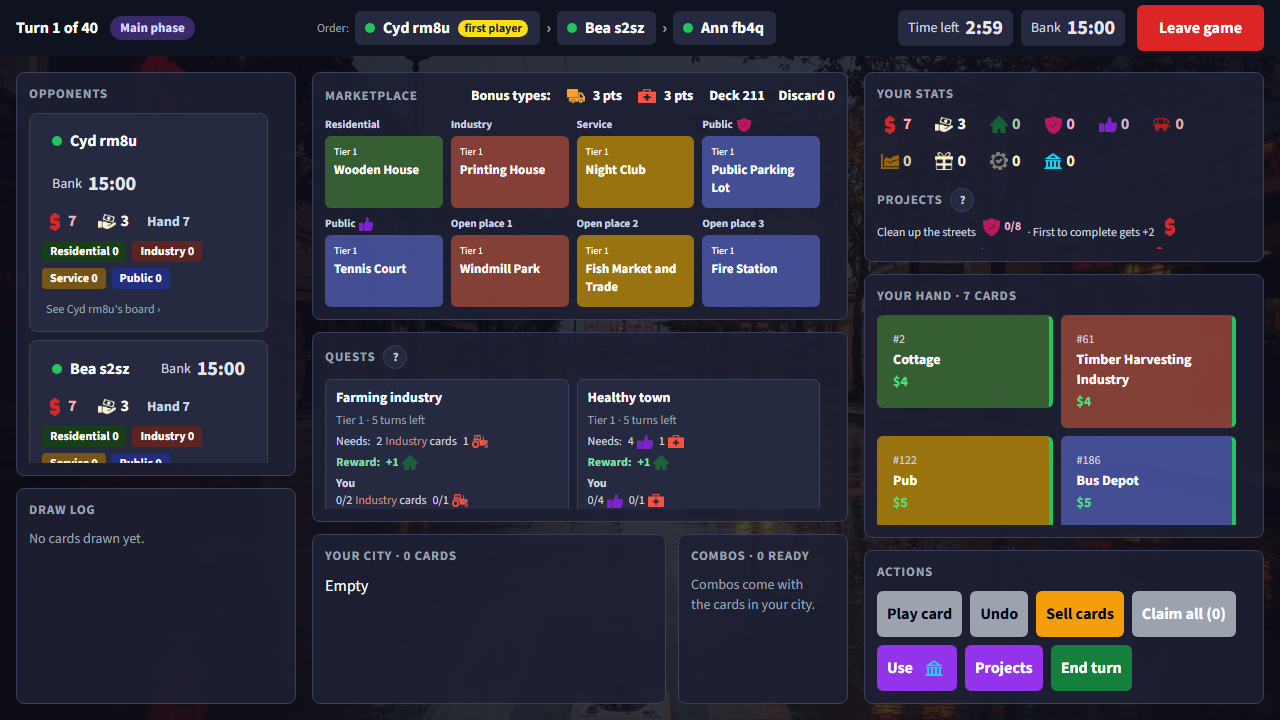 Turn 1 of 40 Main phase Order: Cyd rm8u first player › Bea s2sz › Ann fb4q Time left 2:59 Bank 15:00 Leave game
OPPONENTS
Cyd rm8u
Bank 15:00
7 3 Hand 7
Residential 0 Industry 0
Service 0 Public 0
See Cyd rm8u's board ›
Bea s2sz Bank 15:00
7 3 Hand 7
Residential 0 Industry 0
Service 0 Public 0
DRAW LOG
No cards drawn yet.
MARKETPLACE Bonus types: 3 pts 3 pts Deck 211 Discard 0
Residential Industry Service Public
Tier 1 Tier 1 Tier 1 Tier 1
Wooden House Printing House Night Club Public Parking
Lot
Public Open place 1 Open place 2 Open place 3
Tier 1 Tier 1 Tier 1 Tier 1
Tennis Court Windmill Park Fish Market and Fire Station
Trade
QUESTS ?
Farming industry Healthy town
Tier 1 · 5 turns left Tier 1 · 5 turns left
Needs: 2 Industry cards 1 Needs: 4 1
Reward: +1 Reward: +1
You You
0/2 Industry cards 0/1 0/4 0/1
YOUR CITY · 0 CARDS
Empty
COMBOS · 0 READY
Combos come with
the cards in your city.
YOUR STATS
$ 7 3 0 0 0 0
0 0 0 0
PROJECTS ?
Clean up the streets 0/8 · First to complete gets +2 $
YOUR HAND · 7 CARDS
#2 #61
Cottage Timber Harvesting
$4 Industry
$4
#122 #186
Pub Bus Depot
$5 $5
ACTIONS
Play card Undo Sell cards Claim all (0)
Use Projects End turn